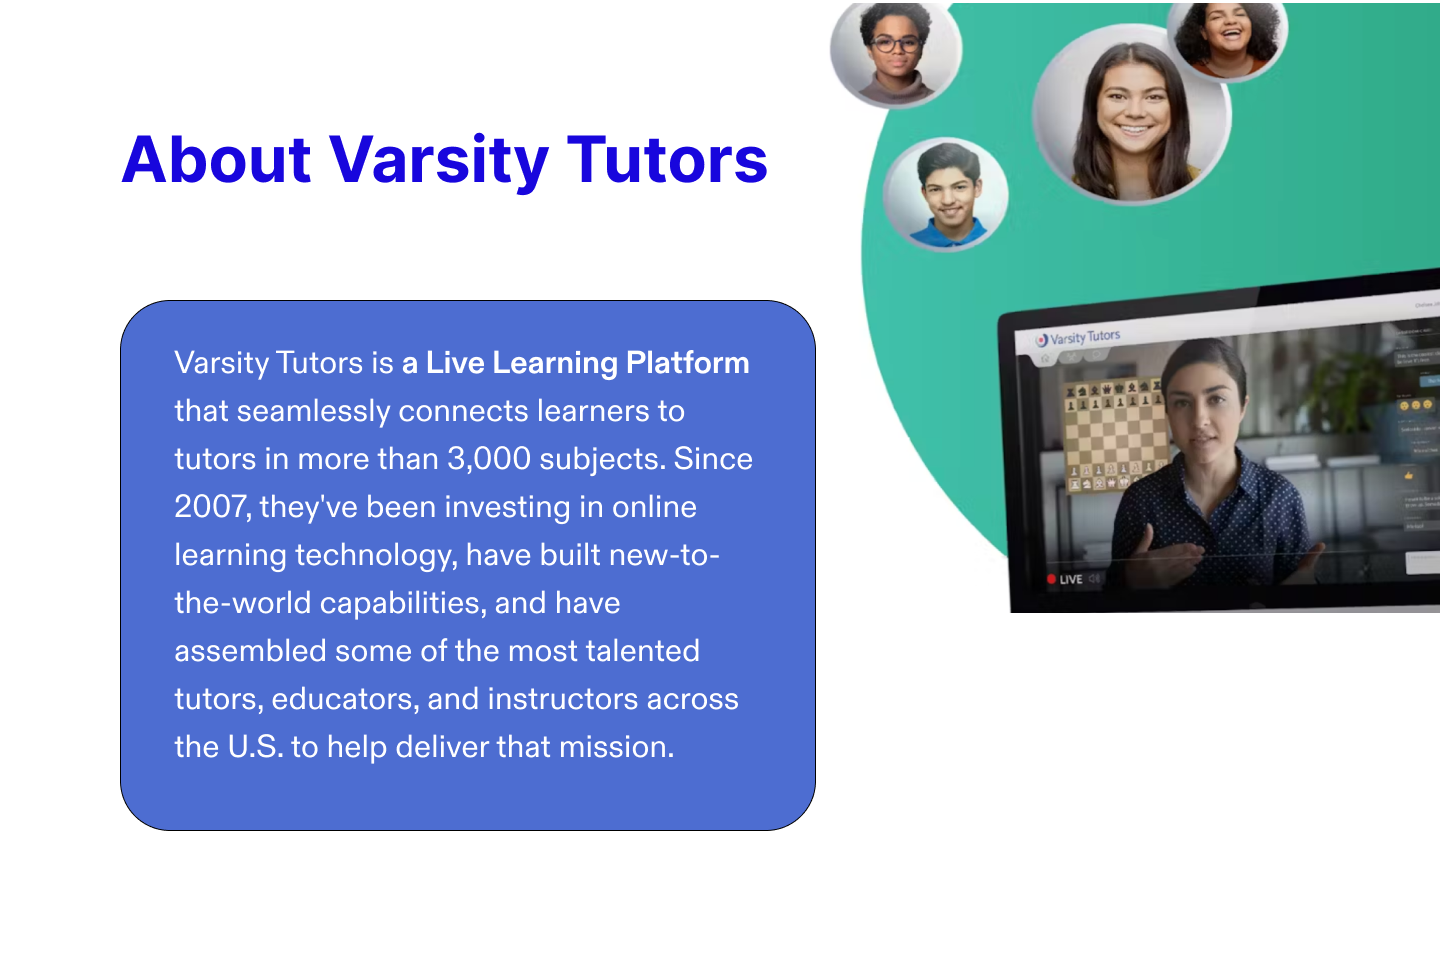 About Varsity Tutors
Varsity Tutors is a Live Learning Platform
that seamlessly connects learners to
tutors in more than 3,000 subjects. Since
2007, they've been investing in online
learning technology, have built new-to-
the-world capabilities, and have
assembled some of the most talented
tutors, educators, and instructors across
the U.S. to help deliver that mission.
Varsity Tutors
LIVE